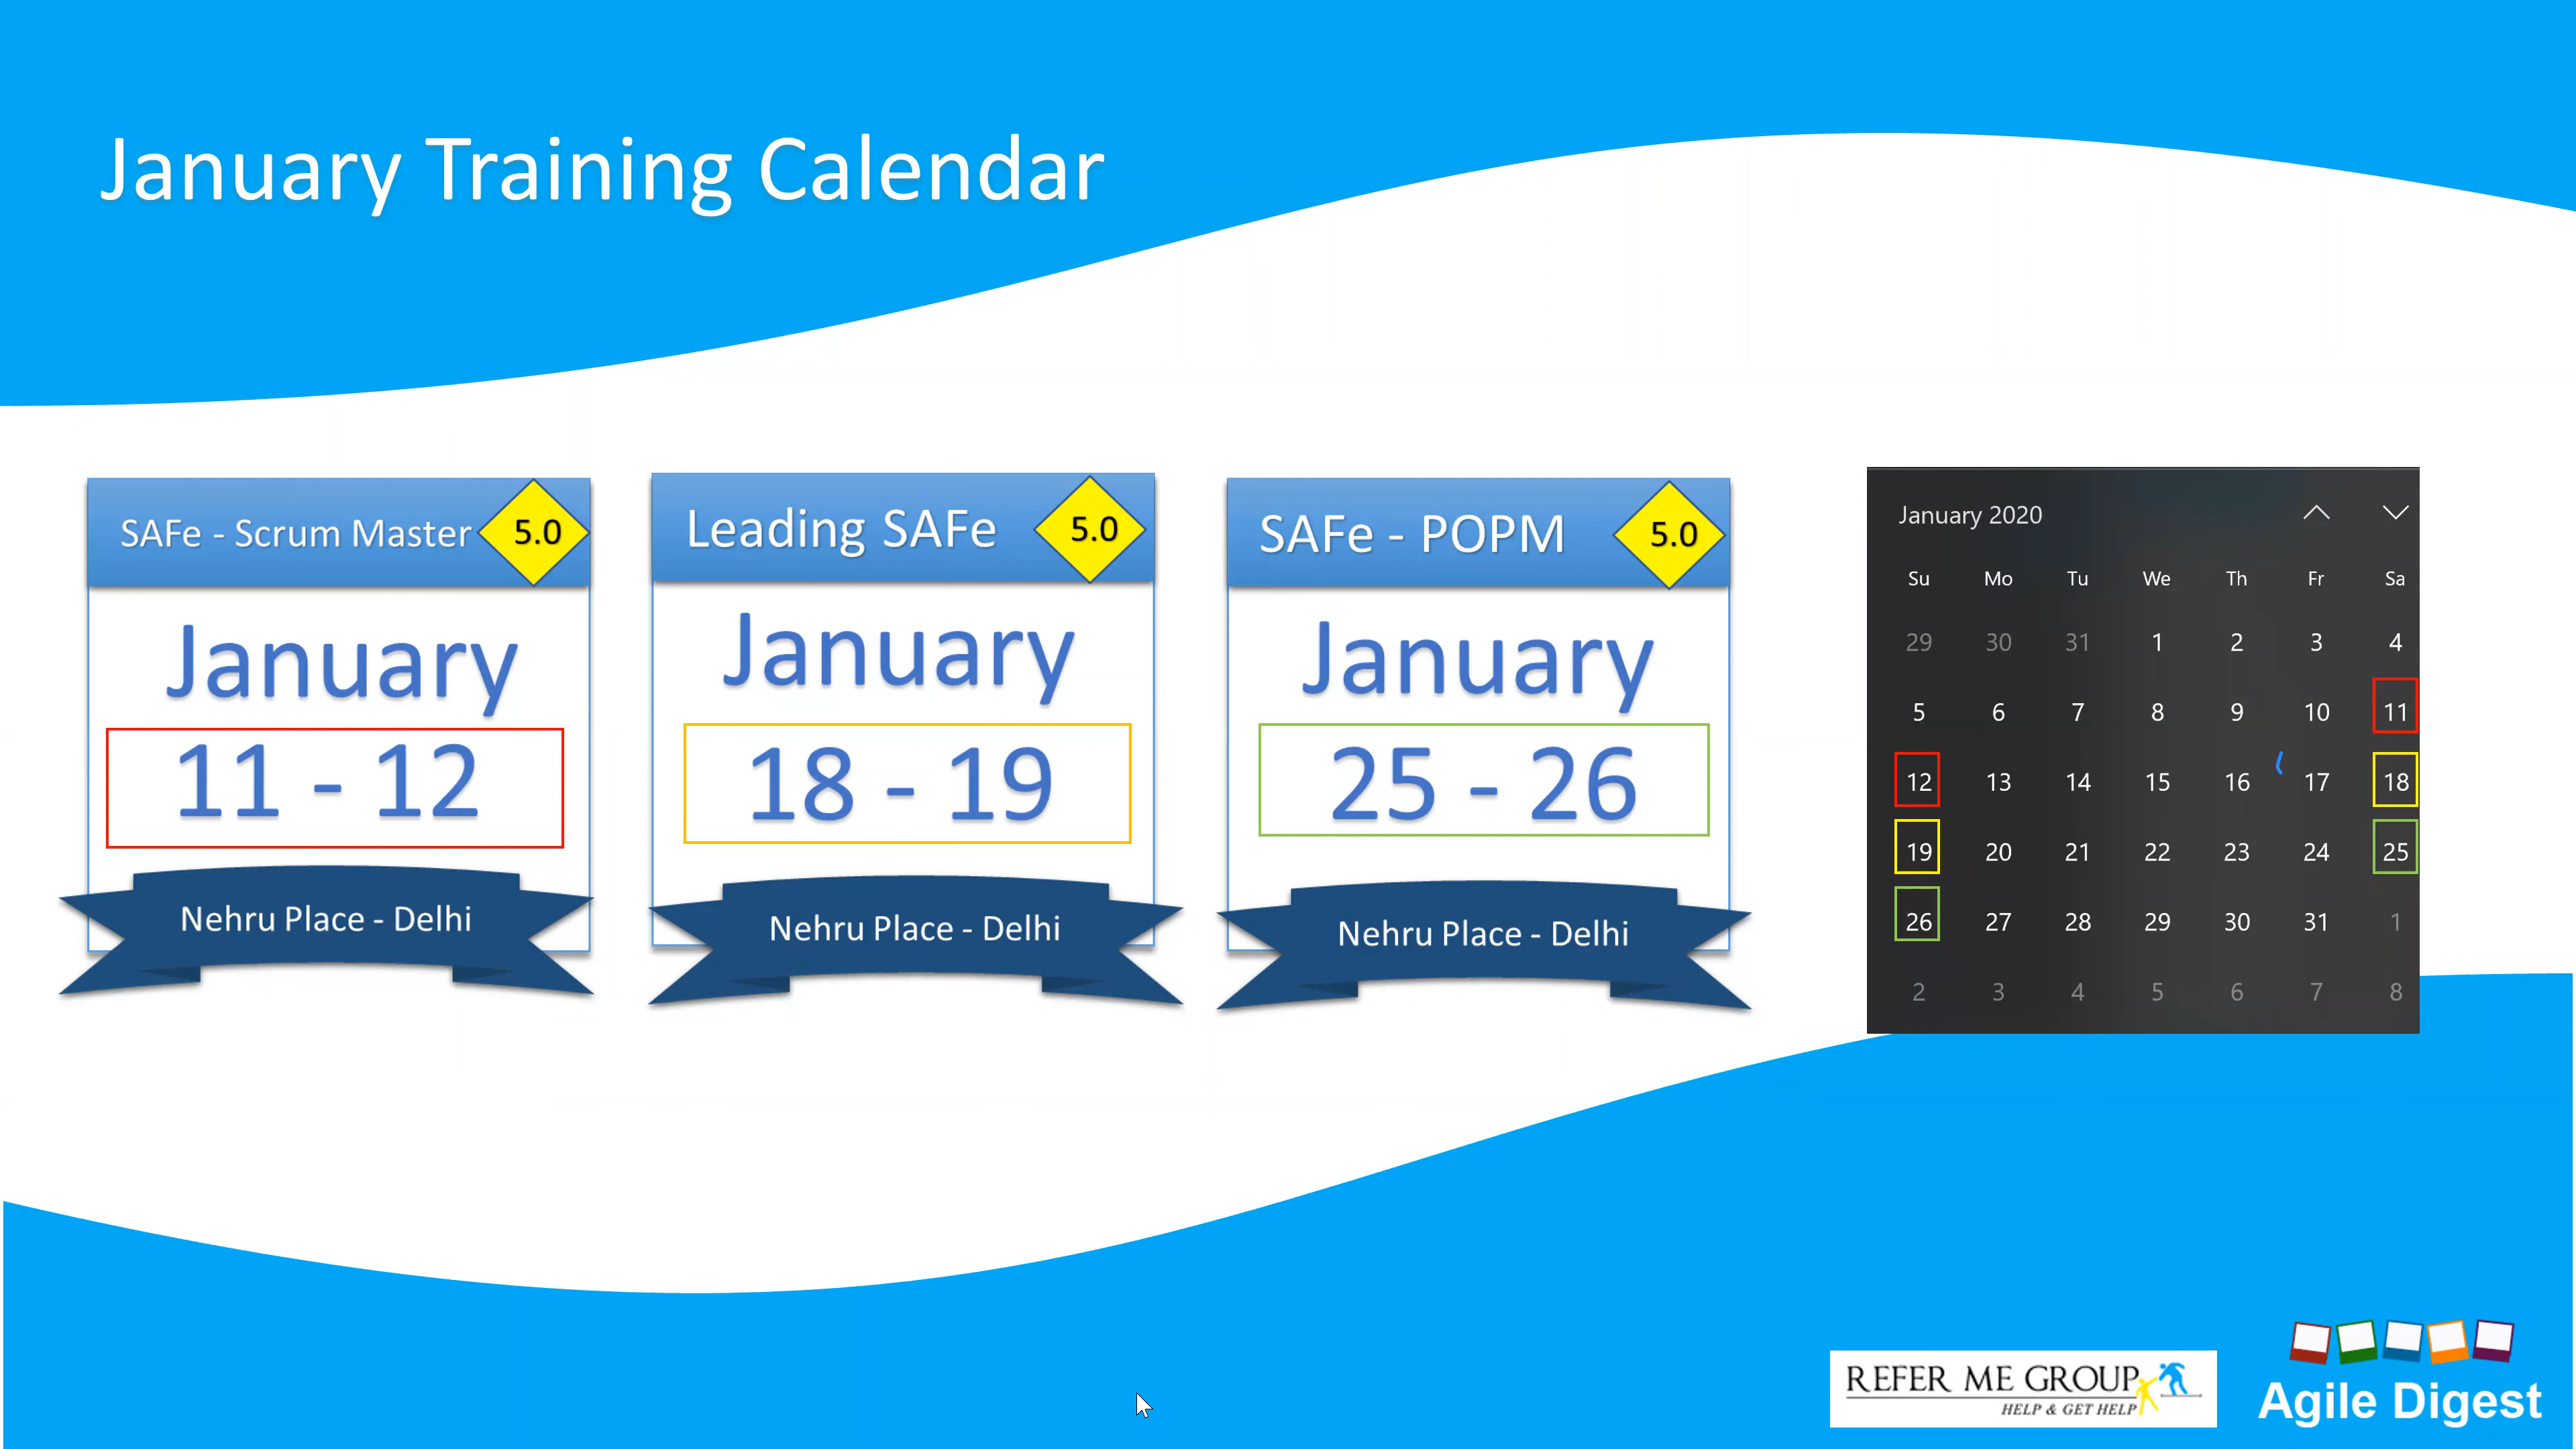 January Training Calendar
SAFe - Scrum Master 5.0
January
11 - 12
Nehru Place - Delhi
Leading SAFe 5.0
January
18 - 19
Nehru Place - Delhi
SAFe - POPM 5.0
January
25 - 26
Nehru Place - Delhi
January 2020
Su Mo Tu We Th Fr Sa
29 30 31 1 2 3 4
5 6 7 8 9 10 11
12 13 14 15 16 17 18
19 20 21 22 23 24 25
26 27 28 29 30 31 1
2 3 4 5 6 7 8
REFER ME GROUP
HELP & GET HELP
Agile Digest